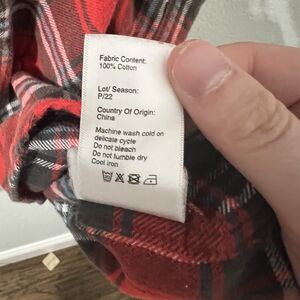 Fabric Content:
100% Cotton
Lot/ Season:
P/22
Country Of Origin:
China
Machine wash cold on
delicate cycle
Do not bleach
Do not tumble dry
Cool iron